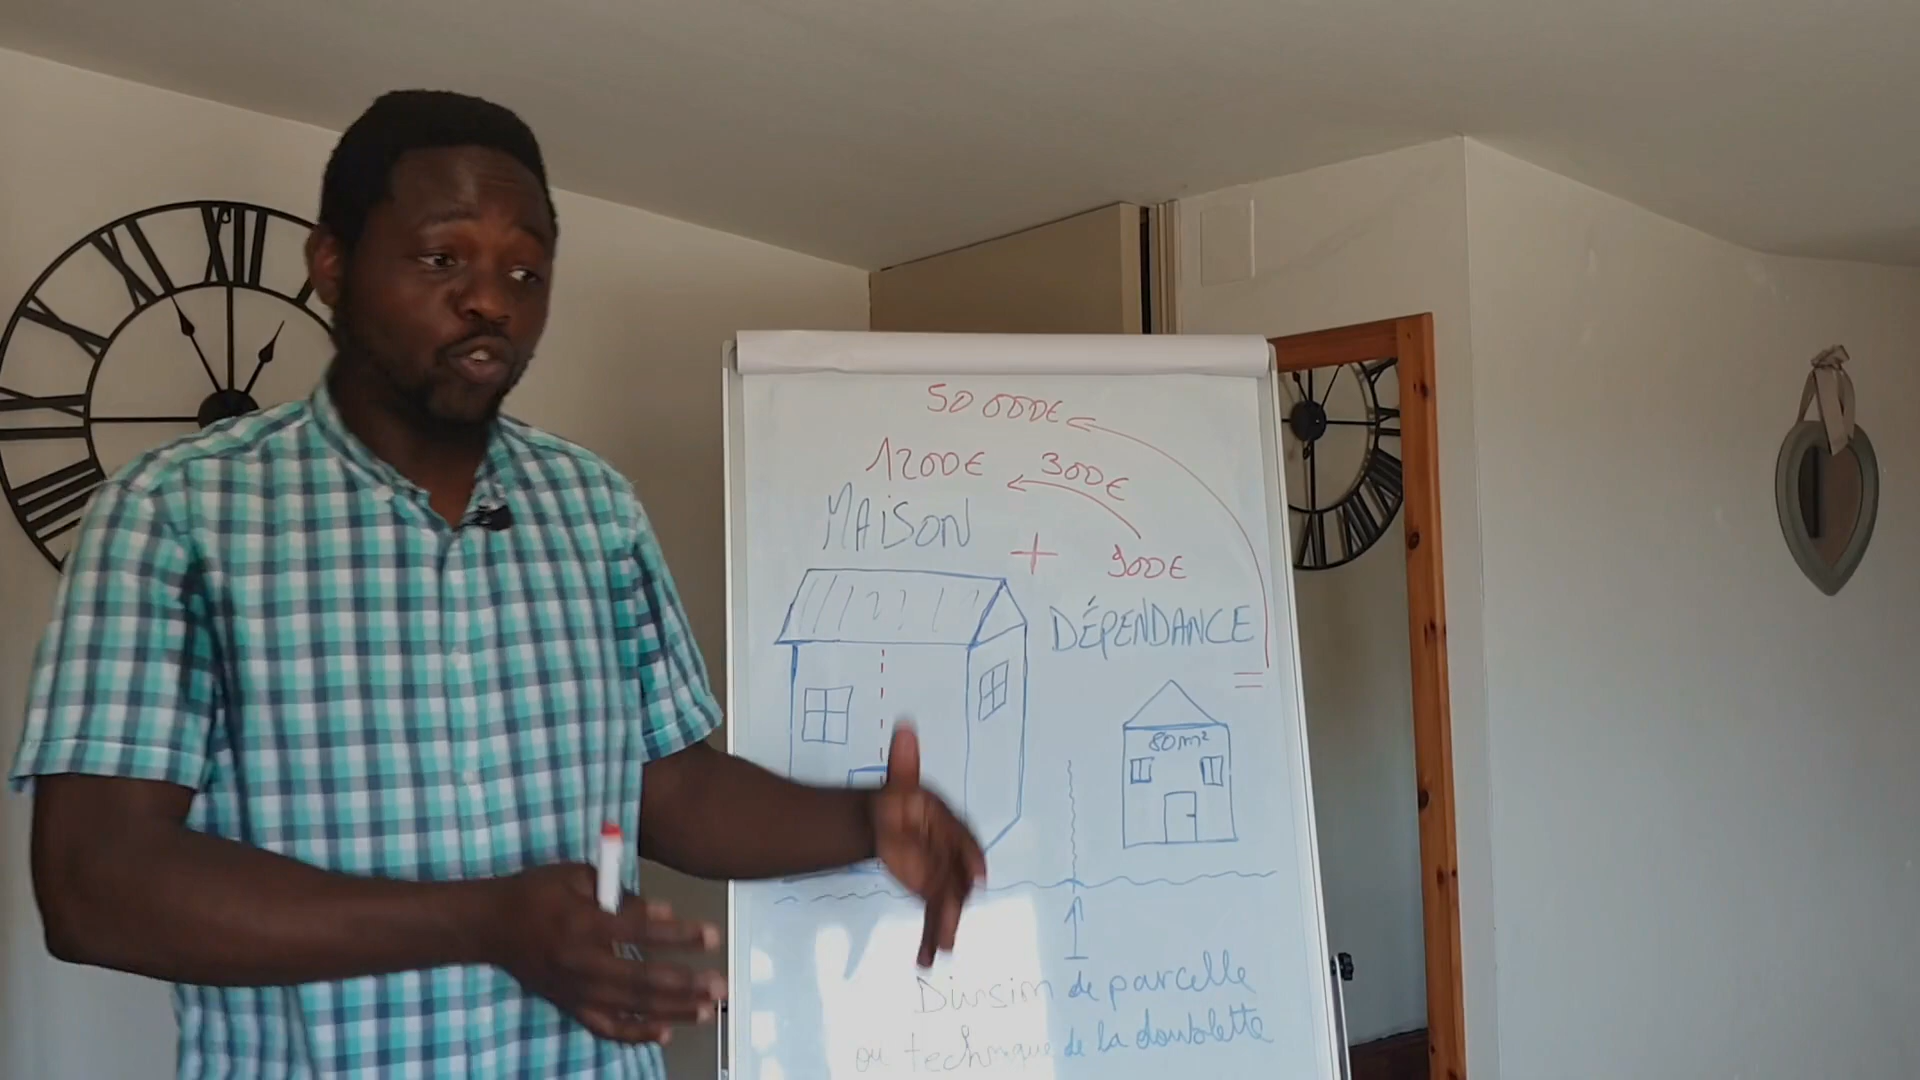 50 000€
1200€ 300€
MAiSON
+ 900€
DÉPENDANCE
=
80m²
Division de parcelle
ou technique de la doublette